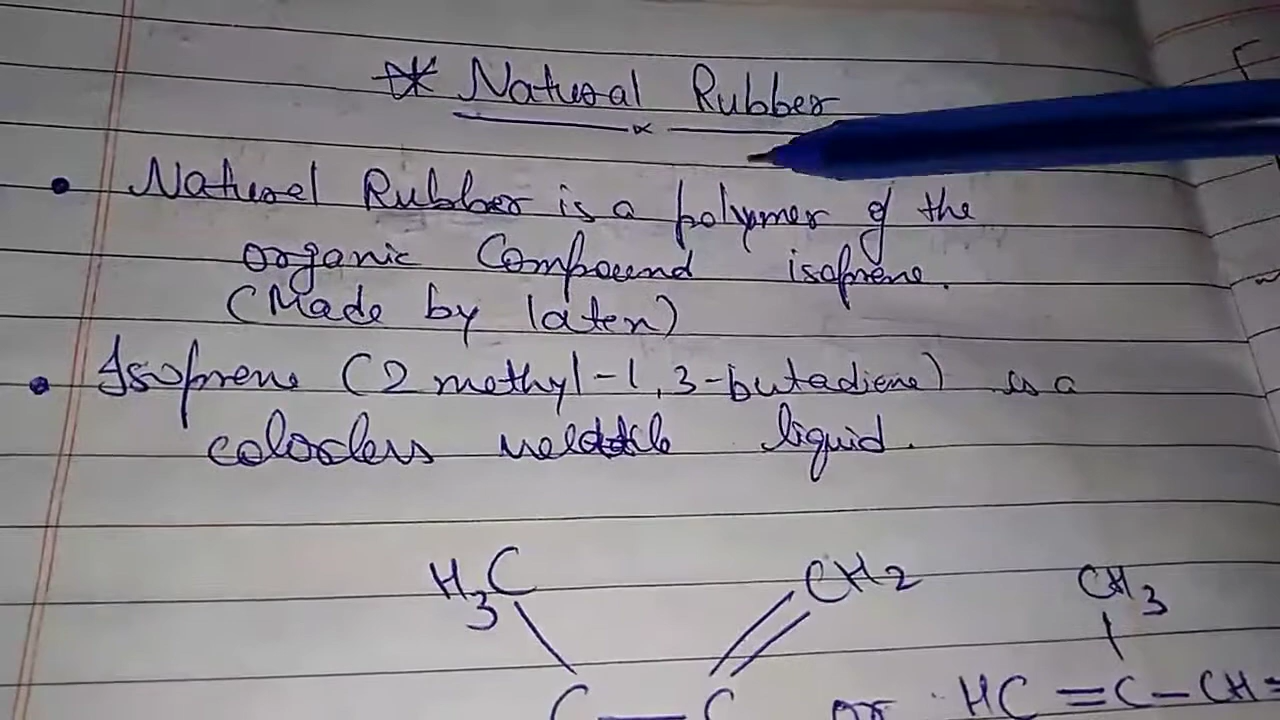 * Natural Rubber
• Natural Rubber is a polymer of the
organic Compound isoprene.
(Made by latex)
• Isoprene (2 methyl-1,3-butadiene) is a
colorless liquid.
H3C CH2 CH3
C — C or HC = C - CH =